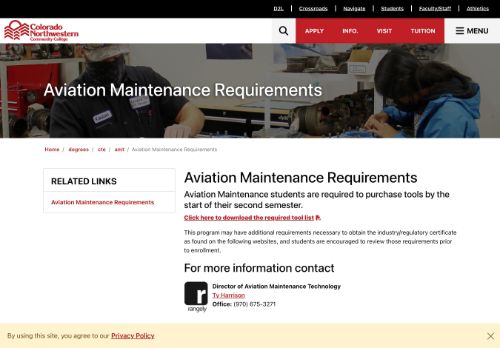 D2L Crossroads Navigate Students Faculty/Staff Athletics
Colorado
Northwestern
Community College
APPLY INFO. VISIT TUITION MENU
Aviation Maintenance Requirements
Home / degrees / cte / amt / Aviation Maintenance Requirements
RELATED LINKS
Aviation Maintenance Requirements
Aviation Maintenance Requirements
Aviation Maintenance students are required to purchase tools by the
start of their second semester.
Click here to download the required tool list
This program may have additional requirements necessary to obtain the industry/regulatory certificate
as found on the following websites, and students are encouraged to review those requirements prior
to enrollment.
For more information contact
r
rangely
Director of Aviation Maintenance Technology
Ty Harrison
Office: (970) 675-3271
By using this site, you agree to our Privacy Policy